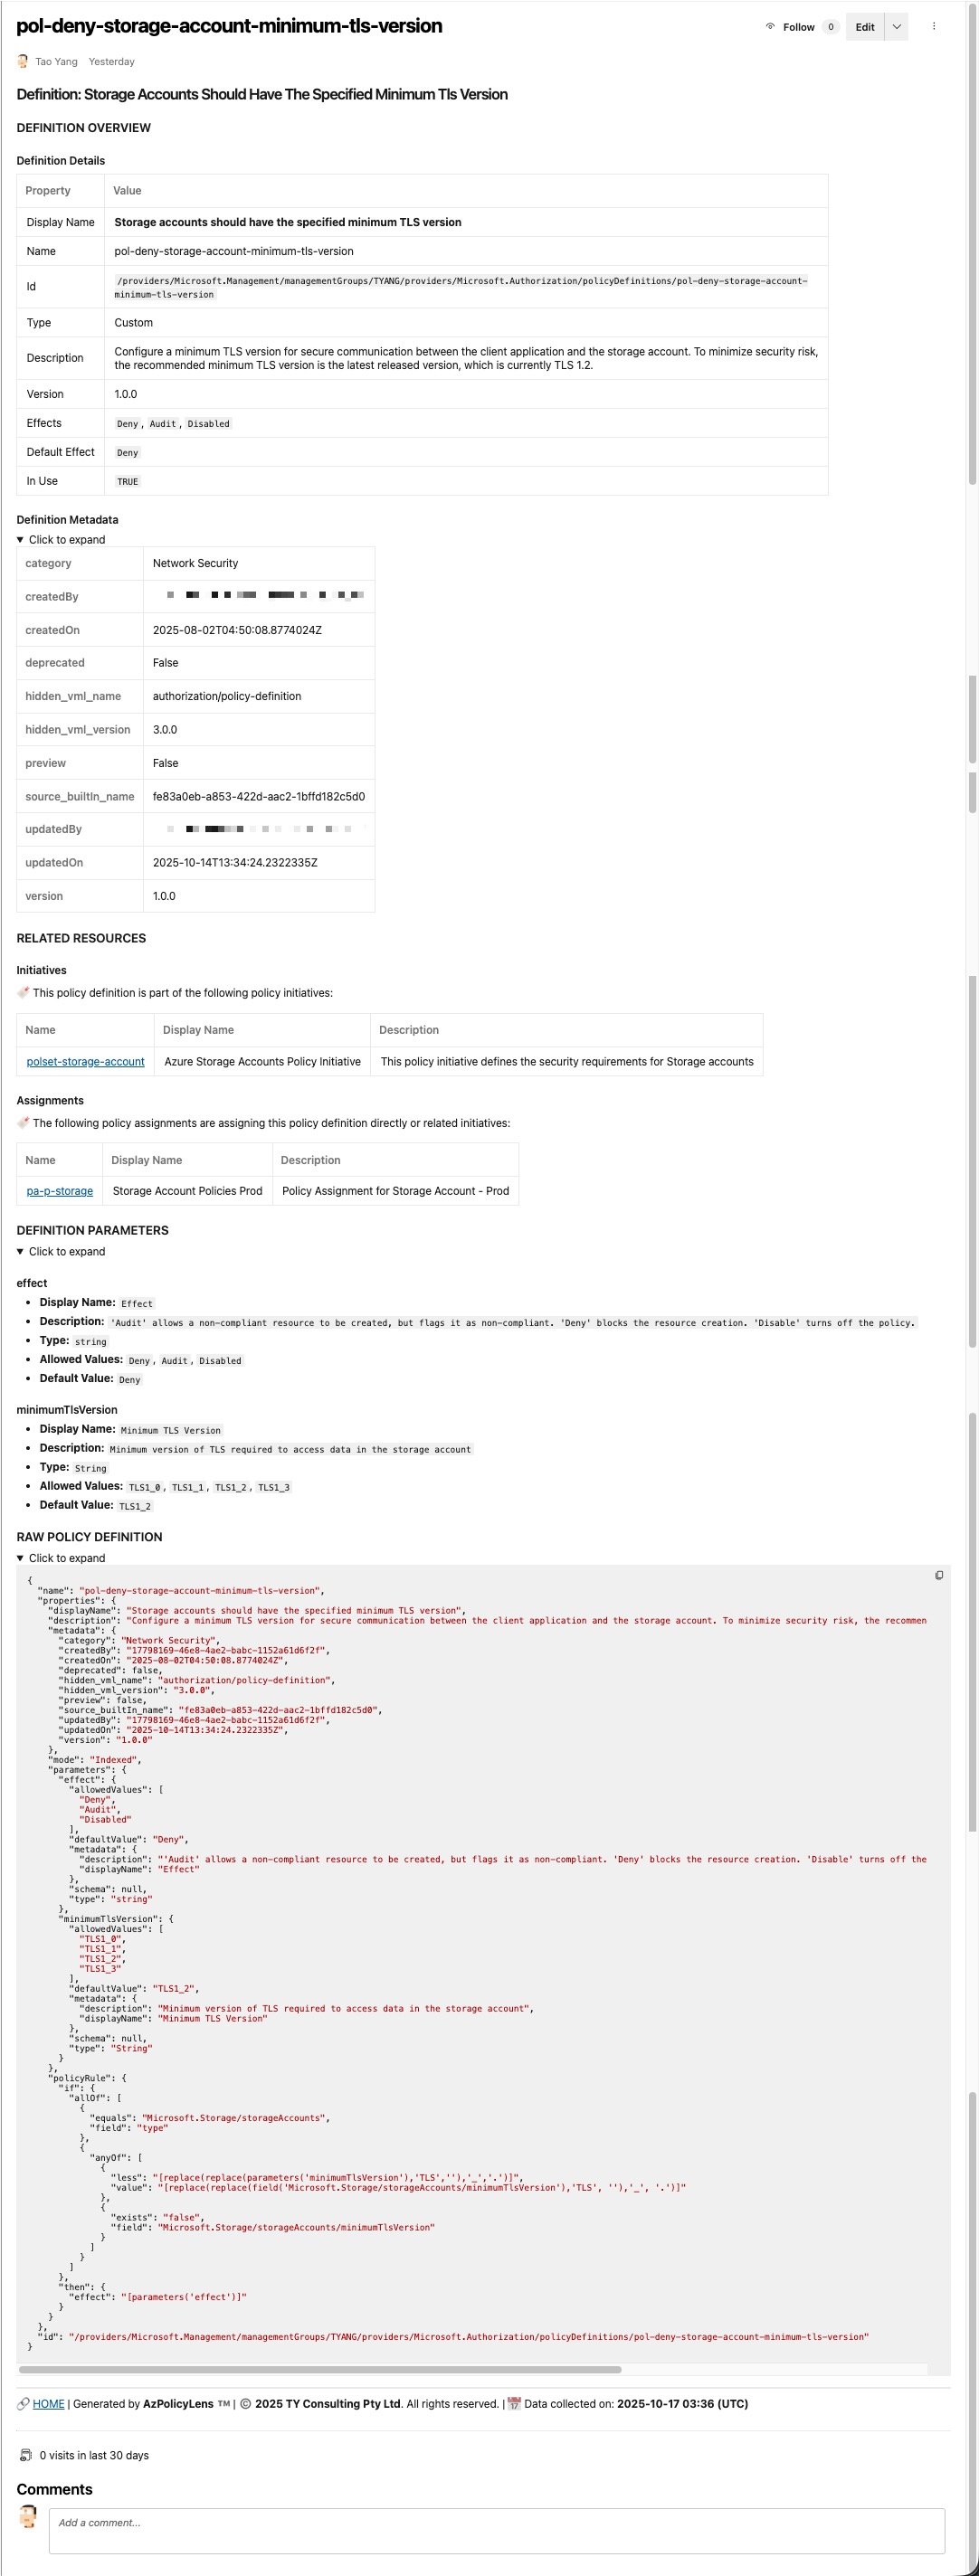 pol-deny-storage-account-minimum-tls-version
Follow 0 Edit
Tao Yang Yesterday
Definition: Storage Accounts Should Have The Specified Minimum Tls Version
DEFINITION OVERVIEW
Definition Details
Property Value
Display Name Storage accounts should have the specified minimum TLS version
Name pol-deny-storage-account-minimum-tls-version
Id /providers/Microsoft.Management/managementGroups/TYANG/providers/Microsoft.Authorization/policyDefinitions/pol-deny-storage-account-
minimum-tls-version
Type Custom
Description Configure a minimum TLS version for secure communication between the client application and the storage account. To minimize security risk,
the recommended minimum TLS version is the latest released version, which is currently TLS 1.2.
Version 1.0.0
Effects Deny, Audit, Disabled
Default Effect Deny
In Use TRUE
Definition Metadata
▼ Click to expand
category Network Security
createdBy
createdOn 2025-08-02T04:50:08.8774024Z
deprecated False
hidden_vml_name authorization/policy-definition
hidden_vml_version 3.0.0
preview False
source_builtIn_name fe83a0eb-a853-422d-aac2-1bffd182c5d0
updatedBy
updatedOn 2025-10-14T13:34:24.2322335Z
version 1.0.0
RELATED RESOURCES
Initiatives
This policy definition is part of the following policy initiatives:
Name Display Name Description
polset-storage-account Azure Storage Accounts Policy Initiative This policy initiative defines the security requirements for Storage accounts
Assignments
The following policy assignments are assigning this policy definition directly or related initiatives:
Name Display Name Description
pa-p-storage Storage Account Policies Prod Policy Assignment for Storage Account - Prod
DEFINITION PARAMETERS
▼ Click to expand
effect
• Display Name: Effect
• Description: 'Audit' allows a non-compliant resource to be created, but flags it as non-compliant. 'Deny' blocks the resource creation. 'Disable' turns off the policy.
• Type: string
• Allowed Values: Deny, Audit, Disabled
• Default Value: Deny
minimumTlsVersion
• Display Name: Minimum TLS Version
• Description: Minimum version of TLS required to access data in the storage account
• Type: String
• Allowed Values: TLS1_0, TLS1_1, TLS1_2, TLS1_3
• Default Value: TLS1_2
RAW POLICY DEFINITION
▼ Click to expand
{
"name": "pol-deny-storage-account-minimum-tls-version",
"properties": {
"displayName": "Storage accounts should have the specified minimum TLS version",
"description": "Configure a minimum TLS version for secure communication between the client application and the storage account. To minimize security risk, the recommen
"metadata": {
"category": "Network Security",
"createdBy": "17798169-46e8-4ae2-babc-1152a61d6f2f",
"createdOn": "2025-08-02T04:50:08.8774024Z",
"deprecated": false,
"hidden_vml_name": "authorization/policy-definition",
"hidden_vml_version": "3.0.0",
"preview": false,
"source_builtIn_name": "fe83a0eb-a853-422d-aac2-1bffd182c5d0",
"updatedBy": "17798169-46e8-4ae2-babc-1152a61d6f2f",
"updatedOn": "2025-10-14T13:34:24.2322335Z",
"version": "1.0.0"
},
"mode": "Indexed",
"parameters": {
"effect": {
"allowedValues": [
"Deny",
"Audit",
"Disabled"
],
"defaultValue": "Deny",
"metadata": {
"description": "'Audit' allows a non-compliant resource to be created, but flags it as non-compliant. 'Deny' blocks the resource creation. 'Disable' turns off the
"displayName": "Effect"
},
"schema": null,
"type": "string"
},
"minimumTlsVersion": {
"allowedValues": [
"TLS1_0",
"TLS1_1",
"TLS1_2",
"TLS1_3"
],
"defaultValue": "TLS1_2",
"metadata": {
"description": "Minimum version of TLS required to access data in the storage account",
"displayName": "Minimum TLS Version"
},
"schema": null,
"type": "String"
}
},
"policyRule": {
"if": {
"allOf": [
{
"equals": "Microsoft.Storage/storageAccounts",
"field": "type"
},
{
"anyOf": [
{
"less": "[replace(replace(parameters('minimumTlsVersion'),'TLS',''),'_','.')]",
"value": "[replace(replace(field('Microsoft.Storage/storageAccounts/minimumTlsVersion'),'TLS', ''),'_', '.')]"
},
{
"exists": "false",
"field": "Microsoft.Storage/storageAccounts/minimumTlsVersion"
}
]
}
]
},
"then": {
"effect": "[parameters('effect')]"
}
}
},
"id": "/providers/Microsoft.Management/managementGroups/TYANG/providers/Microsoft.Authorization/policyDefinitions/pol-deny-storage-account-minimum-tls-version"
}
HOME | Generated by AzPolicyLens ™ | © 2025 TY Consulting Pty Ltd. All rights reserved. | Data collected on: 2025-10-17 03:36 (UTC)
0 visits in last 30 days
Comments
Add a comment...